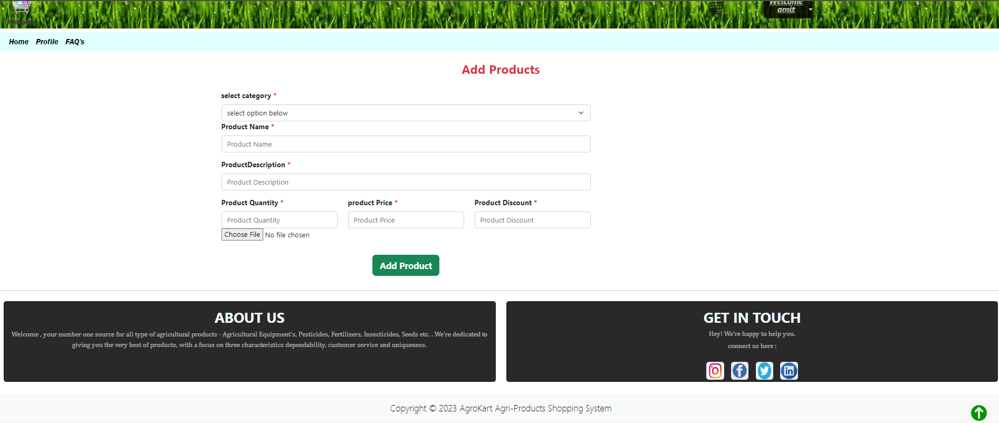 Welcome
amit
Home Profile FAQ's
Add Products
select category *
select option below
Product Name *
Product Name
ProductDescription *
Product Description
Product Quantity * product Price * Product Discount *
Product Quantity Product Price Product Discount
Choose File No file chosen
Add Product
ABOUT US
Welcome , your number one source for all type of agricultural products - Agricultural Equipment's, Pesticides, Fertilizers, Insecticides, Seeds etc. . We're dedicated to
giving you the very best of products, with a focus on three characteristics dependability, customer service and uniqueness.
GET IN TOUCH
Hey! We're happy to help you.
connect us here :
Copyright © 2023 AgroKart Agri-Products Shopping System